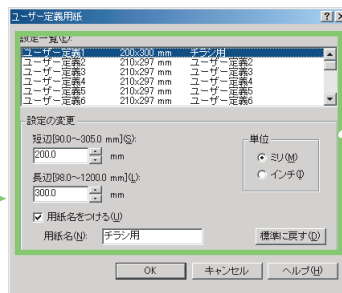 ユーザー定義用紙
設定一覧(L):
ユーザー定義1 200x300 mm チラシ用
ユーザー定義2 210x297 mm ユーザー定義2
ユーザー定義3 210x297 mm ユーザー定義3
ユーザー定義4 210x297 mm ユーザー定義4
ユーザー定義5 210x297 mm ユーザー定義5
ユーザー定義6 210x297 mm ユーザー定義6
設定の変更
短辺[90.0～305.0 mm](S):
200.0 mm
長辺[98.0～1200.0 mm](L):
300.0 mm
単位
ミリ(M)
インチ(I)
用紙名をつける(U)
用紙名(N): チラシ用
標準に戻す(D)
OK キャンセル ヘルプ(H)